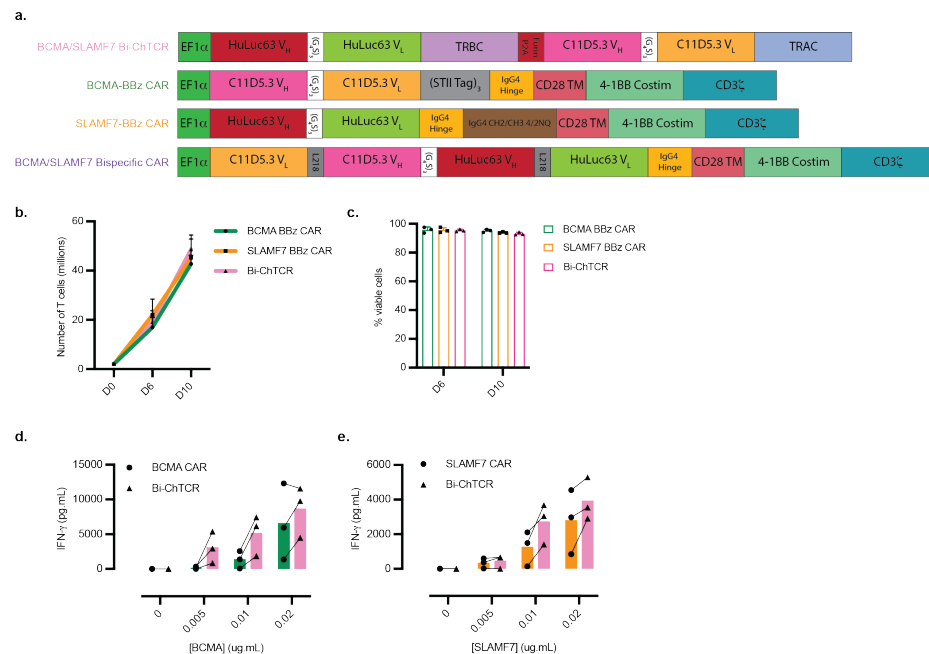 a.
BCMA/SLAMF7 Bi-ChTCR
EF1α HuLuc63 VH (G4S)3 HuLuc63 VL TRBC Furin P2A C11D5.3 VH (G4S)3 C11D5.3 VL TRAC
BCMA-BBz CAR
EF1α C11D5.3 VH (G4S)3 C11D5.3 VL (STII Tag)3 IgG4 Hinge CD28 TM 4-1BB Costim CD3ζ
SLAMF7-BBz CAR
EF1α HuLuc63 VH (G4S)3 HuLuc63 VL IgG4 Hinge IgG4 CH2/CH3 4/2NQ CD28 TM 4-1BB Costim CD3ζ
BCMA/SLAMF7 Bispecific CAR
EF1α C11D5.3 VL L218 C11D5.3 VH (G4S)2 HuLuc63 VH L218 HuLuc63 VL IgG4 Hinge CD28 TM 4-1BB Costim CD3ζ
b.
Number of T cells (millions)
60
40
20
0
D0 D6 D10
BCMA BBz CAR
SLAMF7 BBz CAR
Bi-ChTCR
c.
% viable cells
100
80
60
40
20
0
D6 D10
BCMA BBz CAR
SLAMF7 BBz CAR
Bi-ChTCR
d.
IFN-γ (pg.mL)
15000
10000
5000
0
BCMA CAR
Bi-ChTCR
0 0.005 0.01 0.02
[BCMA] (ug.mL)
e.
IFN-γ (pg.mL)
6000
4000
2000
0
SLAMF7 CAR
Bi-ChTCR
0 0.005 0.01 0.02
[SLAMF7] (ug.mL)